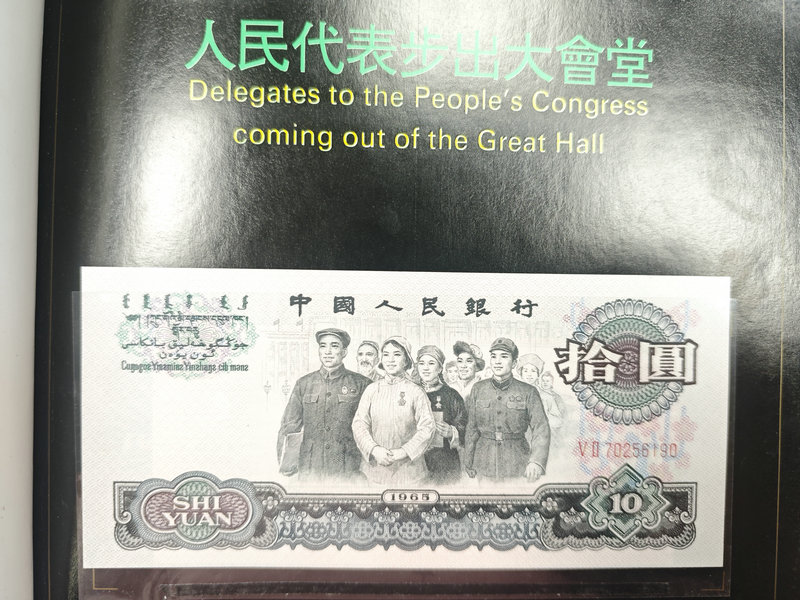 人民代表步出大會堂
Delegates to the People's Congress
coming out of the Great Hall
中國人民銀行
拾圓
VII 70256190
1965
SHI
YUAN
10